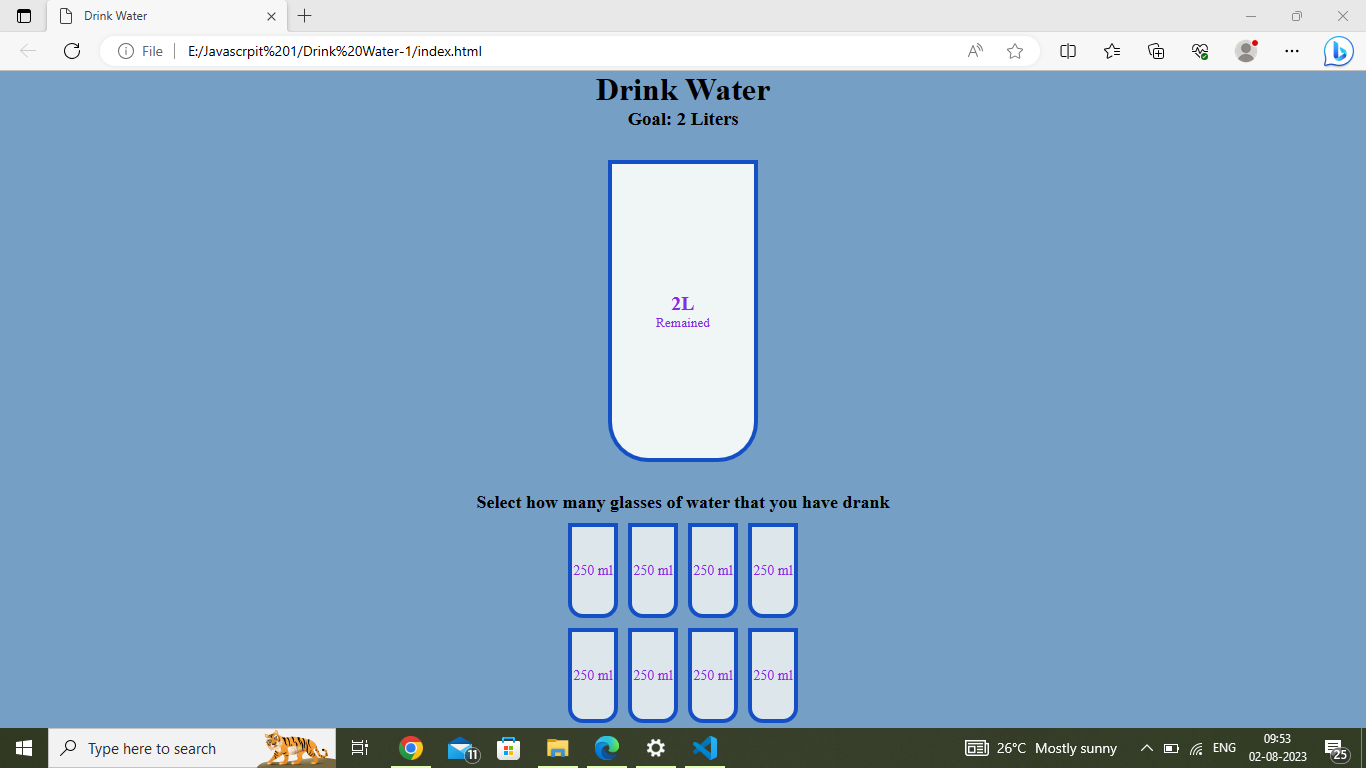 Drink Water
File
E:/Javascrpit%201/Drink%20Water-1/index.html
Drink Water
Goal: 2 Liters
2L
Remained
Select how many glasses of water that you have drank
250 ml 250 ml 250 ml 250 ml
250 ml 250 ml 250 ml 250 ml
Type here to search
11
26°C Mostly sunny
ENG
09:53
02-08-2023
25